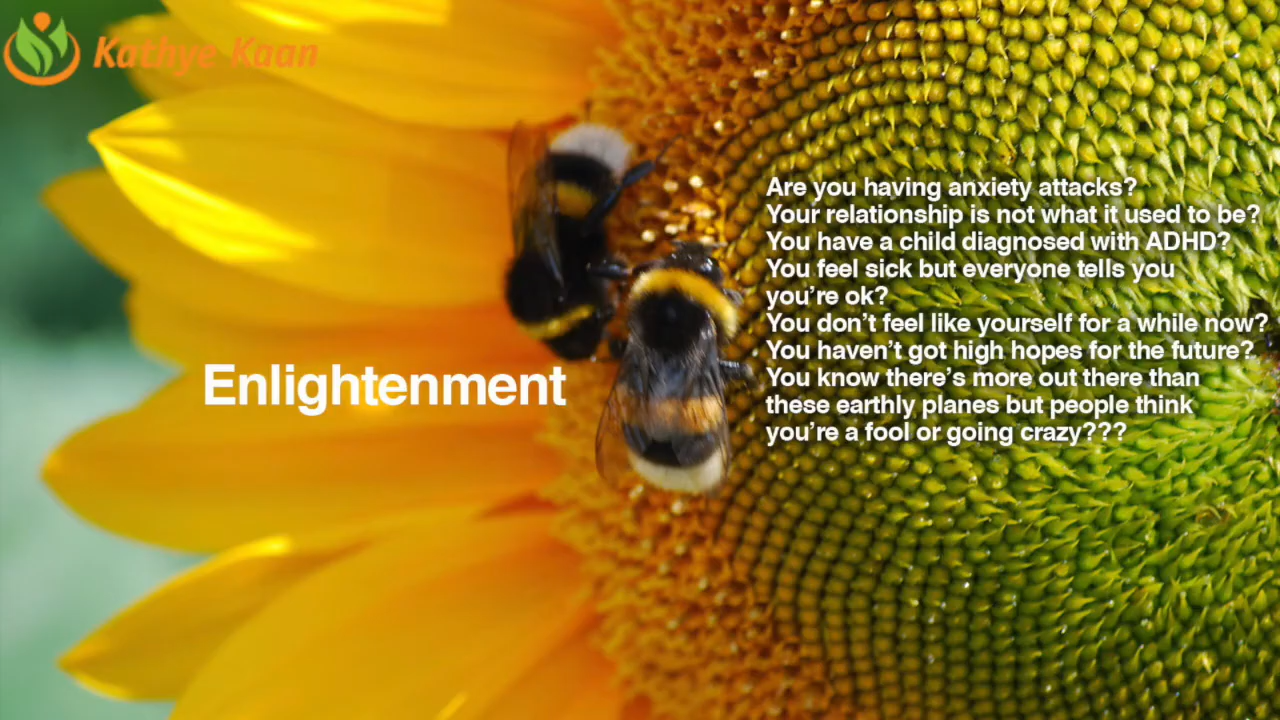 Kathye Kaan
Enlightenment
Are you having anxiety attacks?
Your relationship is not what it used to be?
You have a child diagnosed with ADHD?
You feel sick but everyone tells you
you’re ok?
You don’t feel like yourself for a while now?
You haven’t got high hopes for the future?
You know there’s more out there than
these earthly planes but people think
you’re a fool or going crazy???